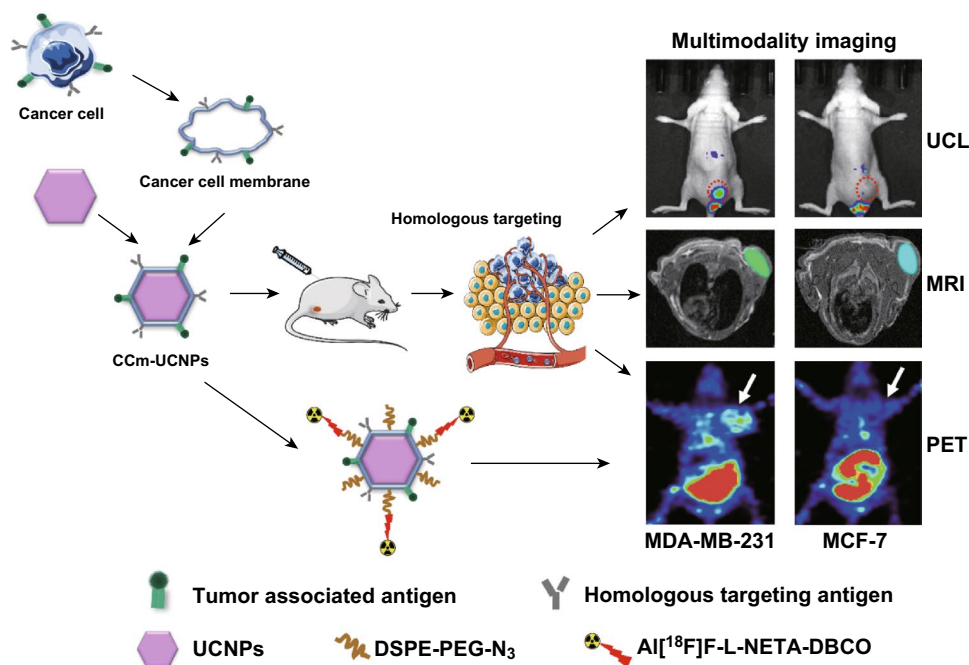 Multimodality imaging
Cancer cell
UCL
Cancer cell membrane
Homologous targeting
MRI
CCm-UCNPs
PET
MDA-MB-231
MCF-7
Tumor associated antigen
Homologous targeting antigen
UCNPs
DSPE-PEG-N₃
Al[¹⁸F]F-L-NETA-DBCO